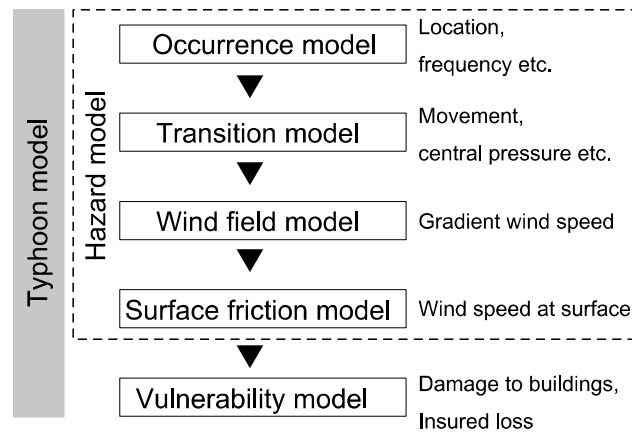 Typhoon model
Hazard model
Occurrence model
Location,
frequency etc.
Transition model
Movement,
central pressure etc.
Wind field model
Gradient wind speed
Surface friction model
Wind speed at surface
Vulnerability model
Damage to buildings,
Insured loss